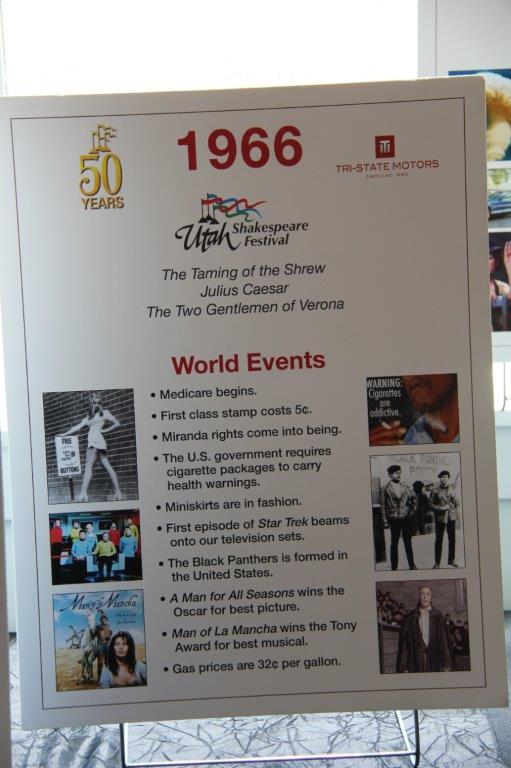 50
YEARS
1966
TRI-STATE MOTORS
CADILLAC GMC
Utah Shakespeare
Festival
The Taming of the Shrew
Julius Caesar
The Two Gentlemen of Verona
World Events
• Medicare begins.
• First class stamp costs 5¢.
• Miranda rights come into being.
• The U.S. government requires
cigarette packages to carry
health warnings.
• Miniskirts are in fashion.
• First episode of Star Trek beams
onto our television sets.
• The Black Panthers is formed in
the United States.
• A Man for All Seasons wins the
Oscar for best picture.
• Man of La Mancha wins the Tony
Award for best musical.
• Gas prices are 32¢ per gallon.
FREE
BUTTONS
Man of La Mancha
WARNING:
Cigarettes
are
addictive.
BLACK PANTHER
PARTY